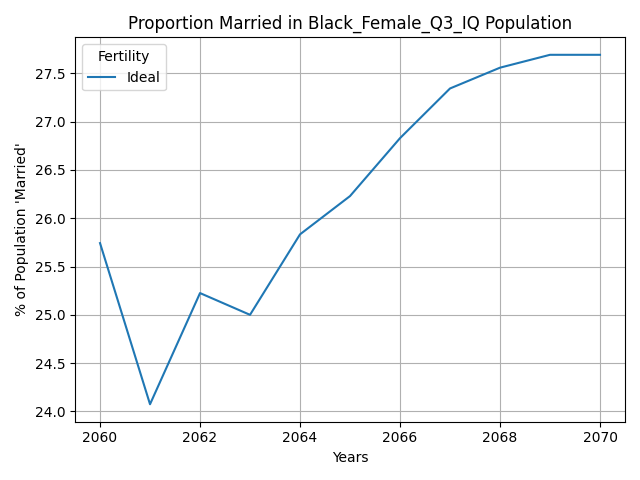 Proportion Married in Black_Female_Q3_IQ Population
Fertility
Ideal
% of Population 'Married'
27.5
27.0
26.5
26.0
25.5
25.0
24.5
24.0
2060 2062 2064 2066 2068 2070
Years